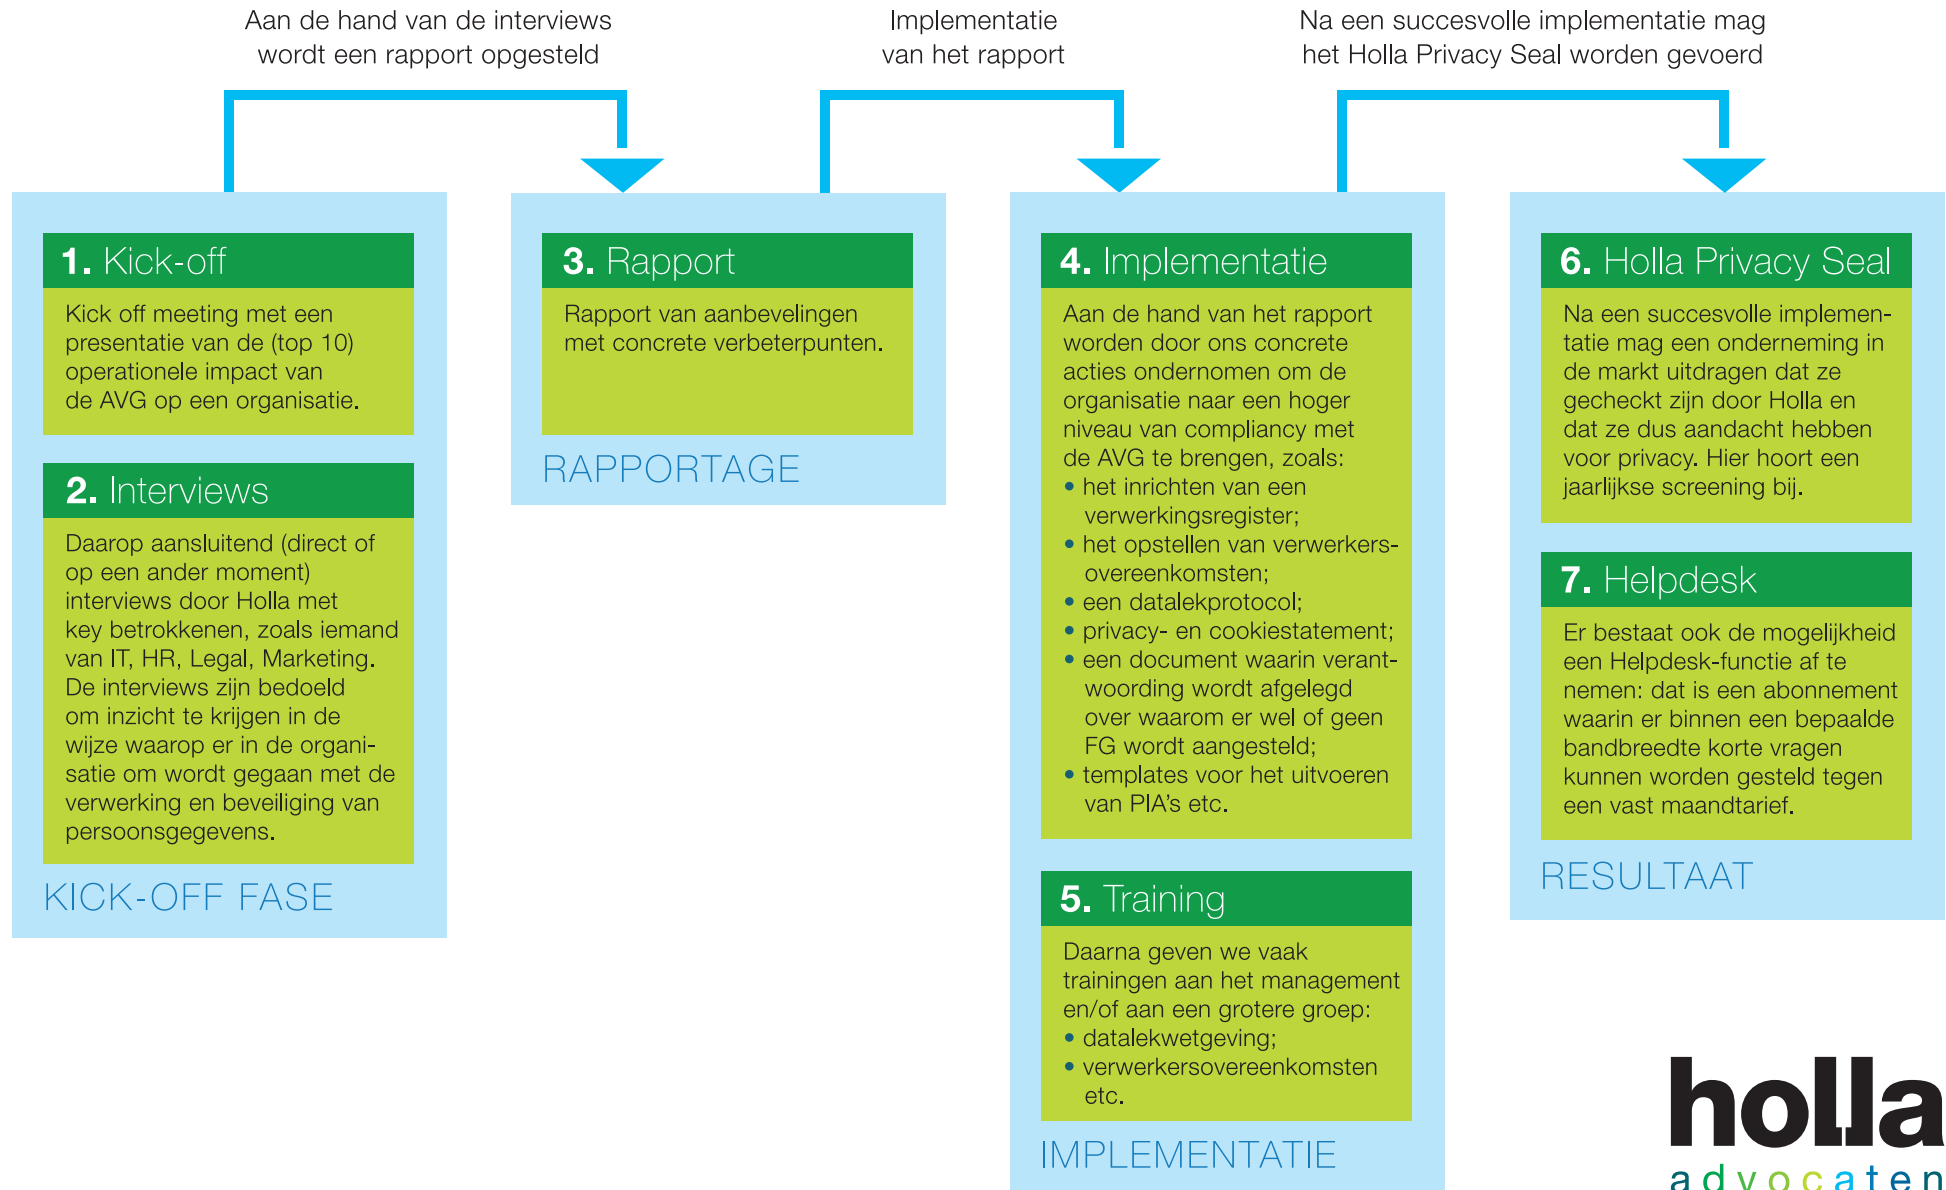 Aan de hand van de interviews
wordt een rapport opgesteld
Implementatie
van het rapport
Na een succesvolle implementatie mag
het Holla Privacy Seal worden gevoerd
1. Kick-off
Kick off meeting met een
presentatie van de (top 10)
operationele impact van
de AVG op een organisatie.
2. Interviews
Daarop aansluitend (direct of
op een ander moment)
interviews door Holla met
key betrokkenen, zoals iemand
van IT, HR, Legal, Marketing.
De interviews zijn bedoeld
om inzicht te krijgen in de
wijze waarop er in de organi-
satie om wordt gegaan met de
verwerking en beveiliging van
persoonsgegevens.
KICK-OFF FASE
3. Rapport
Rapport van aanbevelingen
met concrete verbeterpunten.
RAPPORTAGE
4. Implementatie
Aan de hand van het rapport
worden door ons concrete
acties ondernomen om de
organisatie naar een hoger
niveau van compliancy met
de AVG te brengen, zoals:
• het inrichten van een
verwerkingsregister;
• het opstellen van verwerkers-
overeenkomsten;
• een datalekprotocol;
• privacy- en cookiestatement;
• een document waarin verant-
woording wordt afgelegd
over waarom er wel of geen
FG wordt aangesteld;
• templates voor het uitvoeren
van PIA's etc.
5. Training
Daarna geven we vaak
trainingen aan het management
en/of aan een grotere groep:
• datalekwetgeving;
• verwerkersovereenkomsten
etc.
IMPLEMENTATIE
6. Holla Privacy Seal
Na een succesvolle implemen-
tatie mag een onderneming in
de markt uitdragen dat ze
gecheckt zijn door Holla en
dat ze dus aandacht hebben
voor privacy. Hier hoort een
jaarlijkse screening bij.
7. Helpdesk
Er bestaat ook de mogelijkheid
een Helpdesk-functie af te
nemen: dat is een abonnement
waarin er binnen een bepaalde
bandbreedte korte vragen
kunnen worden gesteld tegen
een vast maandtarief.
RESULTAAT
holla
advocaten